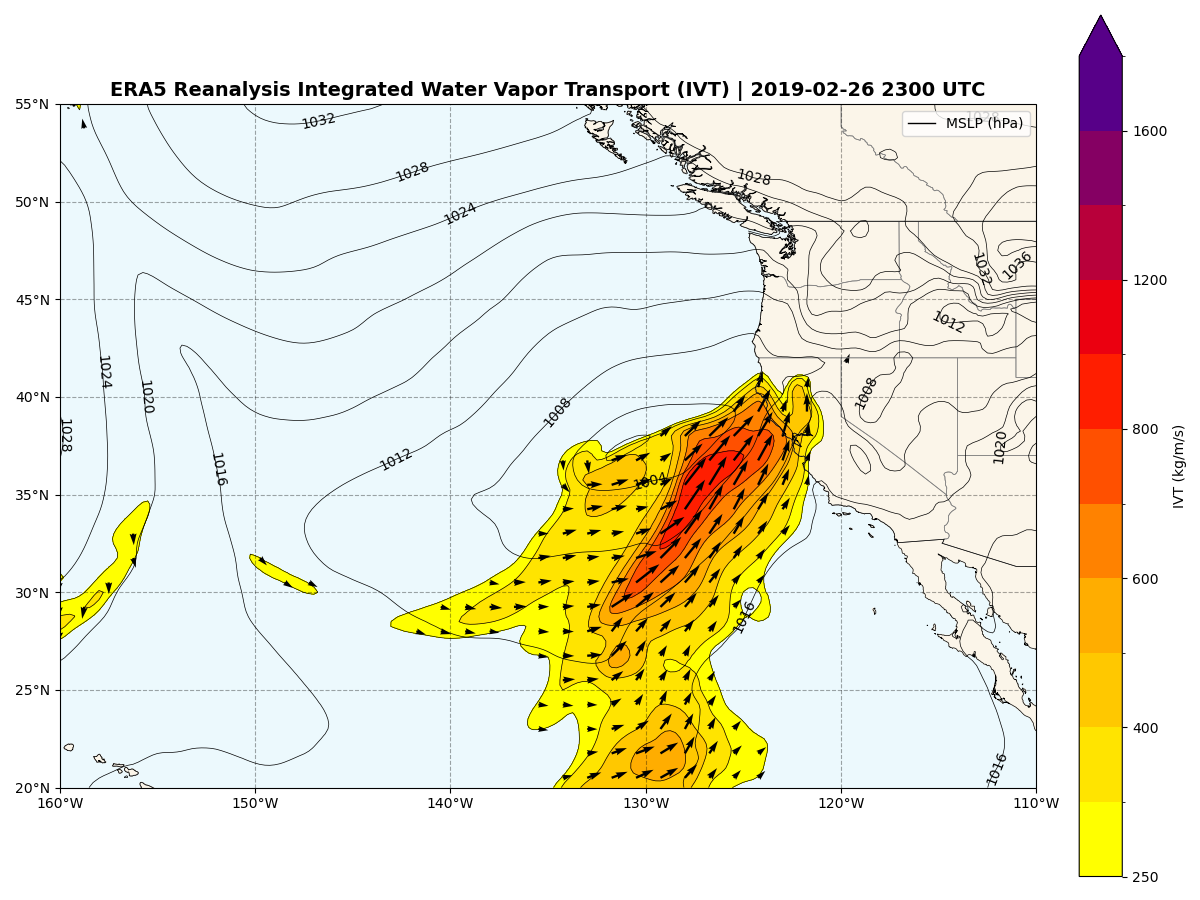 ERA5 Reanalysis Integrated Water Vapor Transport (IVT) | 2019-02-26 2300 UTC
MSLP (hPa)
55°N
50°N
45°N
40°N
35°N
30°N
25°N
20°N
160°W 150°W 140°W 130°W 120°W 110°W
1032
1028
1028
1024
1032
1036
1012
1024
1020
1008
1008
1028
1016
1012
1020
1004
1016
1016
1600
1200
800
600
400
250
IVT (kg/m/s)